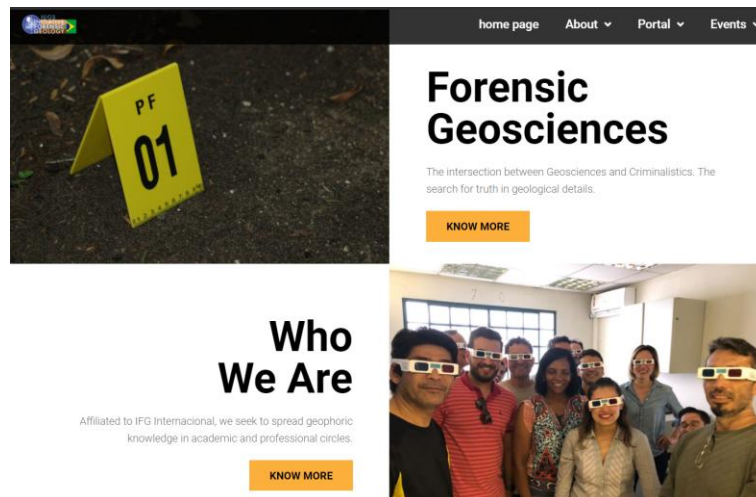 FORENSIC
GEOLOGY
home page About Portal Events
PF
01
Forensic
Geosciences
The intersection between Geosciences and Criminalistics. The
search for truth in geological details.
KNOW MORE
Who
We Are
Affiliated to IFG Internacional, we seek to spread geophoric
knowledge in academic and professional circles.
KNOW MORE